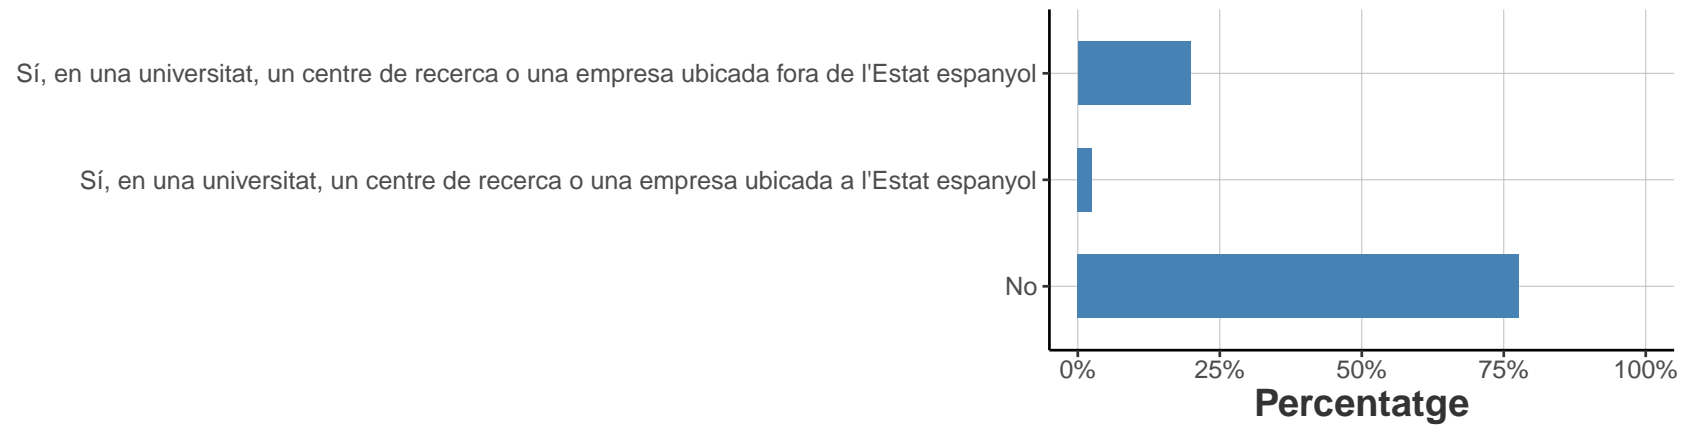 Sí, en una universitat, un centre de recerca o una empresa ubicada fora de l'Estat espanyol
Sí, en una universitat, un centre de recerca o una empresa ubicada a l'Estat espanyol
No
0% 25% 50% 75% 100%
Percentatge